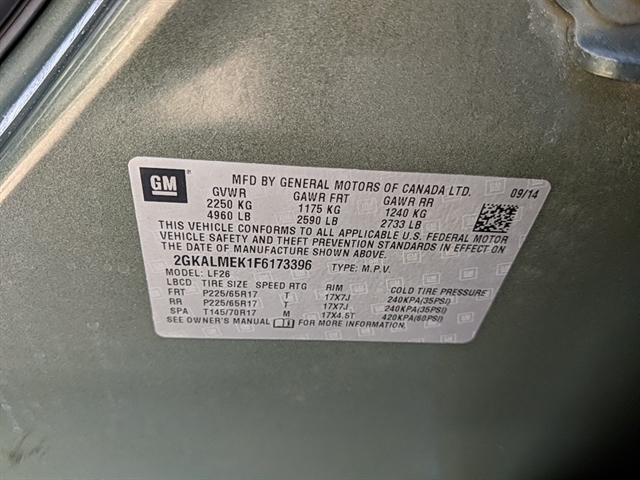 GM
MFD BY GENERAL MOTORS OF CANADA LTD. 09/14
GVWR GAWR FRT GAWR RR
2250 KG 1175 KG 1240 KG
4960 LB 2590 LB 2733 LB
THIS VEHICLE CONFORMS TO ALL APPLICABLE U.S. FEDERAL MOTOR
VEHICLE SAFETY AND THEFT PREVENTION STANDARDS IN EFFECT ON
THE DATE OF MANUFACTURE SHOWN ABOVE.
2GKALMEK1F6173396 TYPE: M.P.V.
MODEL: LF26
LBCD TIRE SIZE SPEED RTG RIM COLD TIRE PRESSURE
FRT P225/65R17 T 17X7J 240KPA(35PSI)
RR P225/65R17 T 17X7J 240KPA(35PSI)
SPA T145/70R17 M 17X4.5T 420KPA(60PSI)
SEE OWNER'S MANUAL FOR MORE INFORMATION.